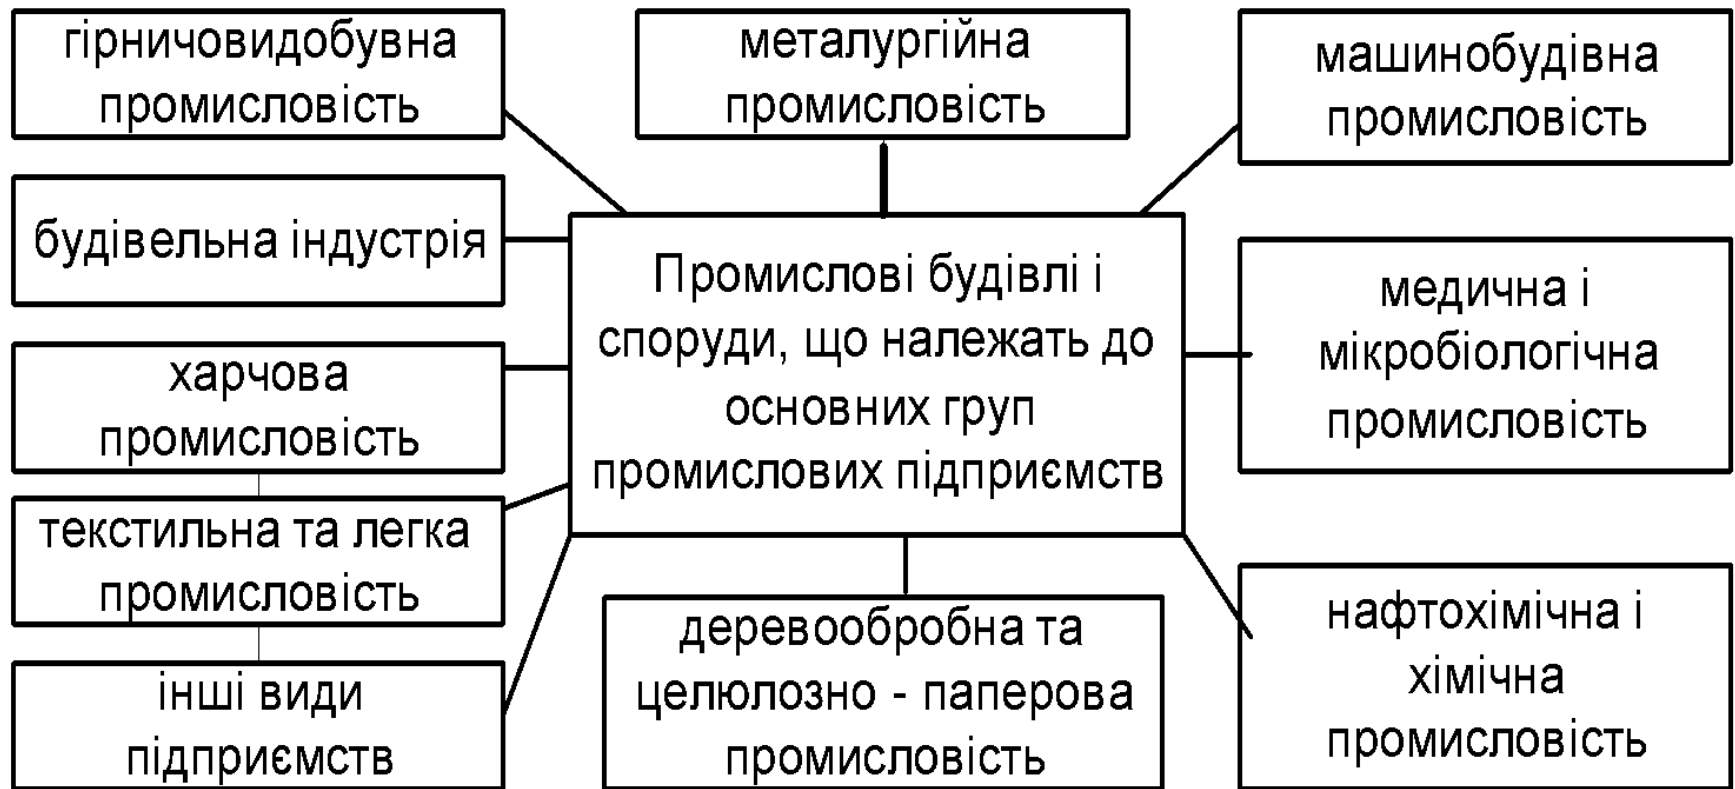 гірничовидобувна
промисловість
металургійна
промисловість
машинобудівна
промисловість
будівельна індустрія
Промислові будівлі і
споруди, що належать до
основних груп
промислових підприємств
медична і
мікробіологічна
промисловість
харчова
промисловість
текстильна та легка
промисловість
інші види
підприємств
деревообробна та
целюлозно - паперова
промисловість
нафтохімічна і
хімічна
промисловість